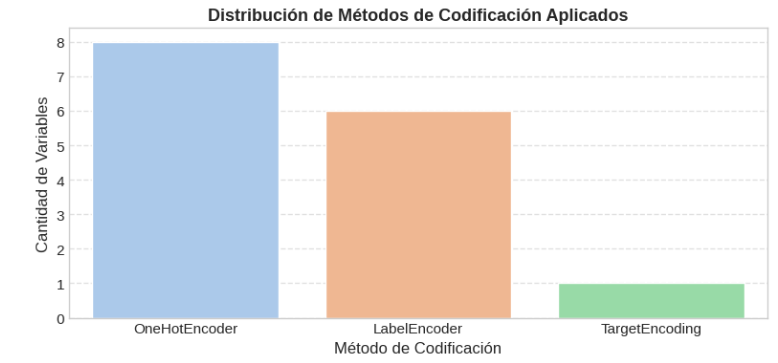 Distribución de Métodos de Codificación Aplicados
Cantidad de Variables
8
7
6
5
4
3
2
1
0
OneHotEncoder
LabelEncoder
TargetEncoding
Método de Codificación